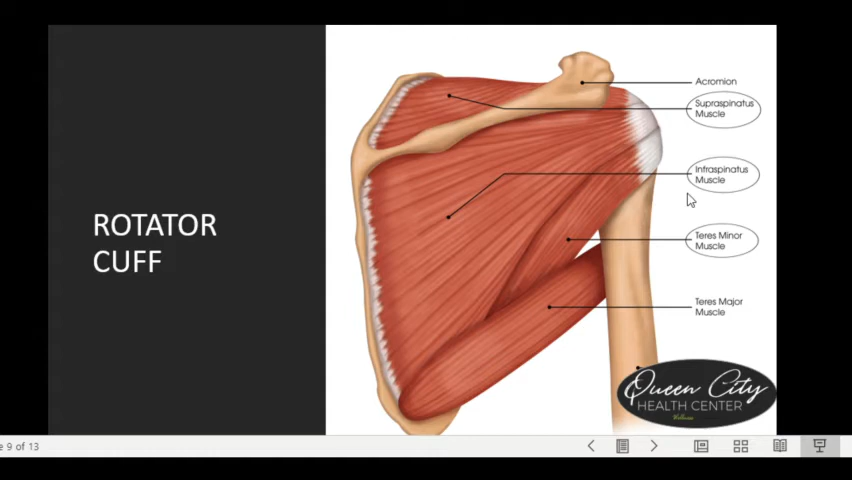 ROTATOR
CUFF
Acromion
Supraspinatus
Muscle
Infraspinatus
Muscle
Teres Minor
Muscle
Teres Major
Muscle
Queen City
HEALTH CENTER
Wellness
e 9 of 13